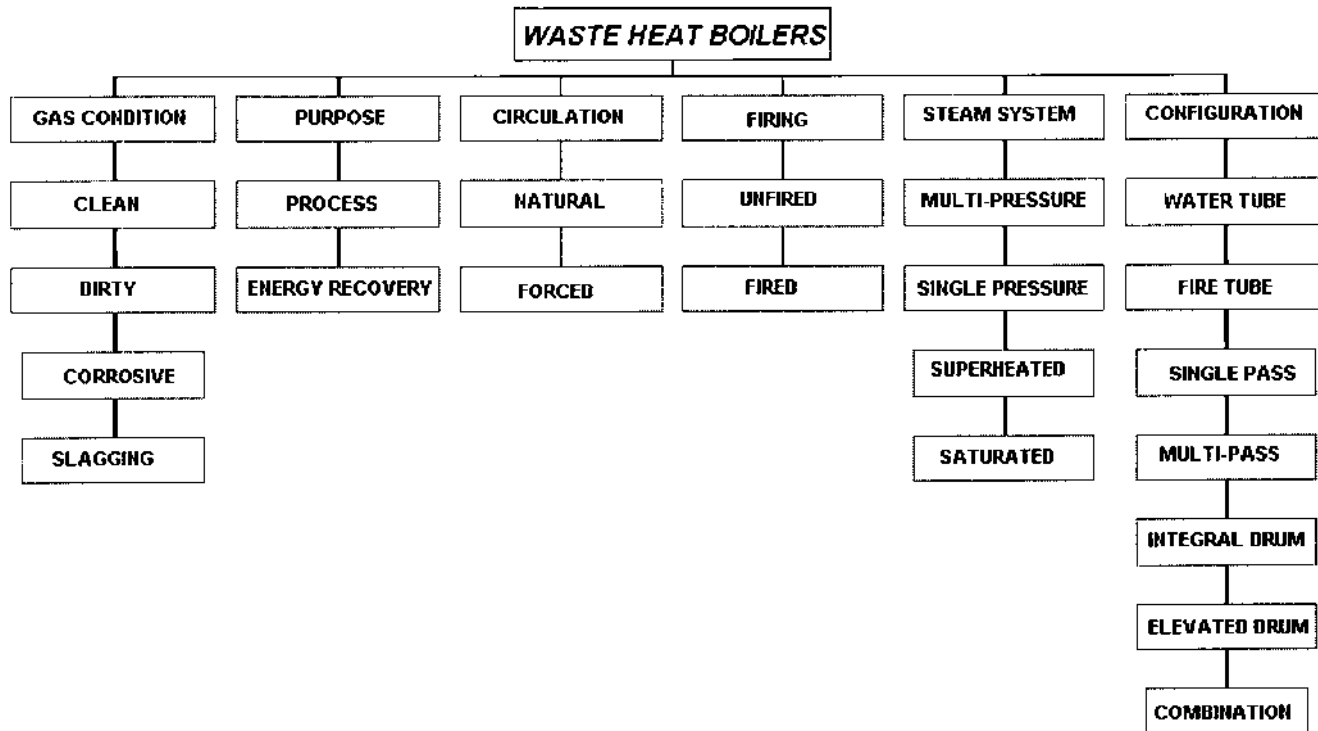 WASTE HEAT BOILERS
GAS CONDITION
CLEAN
DIRTY
CORROSIVE
SLAGGING
PURPOSE
PROCESS
ENERGY RECOVERY
CIRCULATION
NATURAL
FORCED
FIRING
UNFIRED
FIRED
STEAM SYSTEM
MULTI-PRESSURE
SINGLE PRESSURE
SUPERHEATED
SATURATED
CONFIGURATION
WATER TUBE
FIRE TUBE
SINGLE PASS
MULTI-PASS
INTEGRAL DRUM
ELEVATED DRUM
COMBINATION